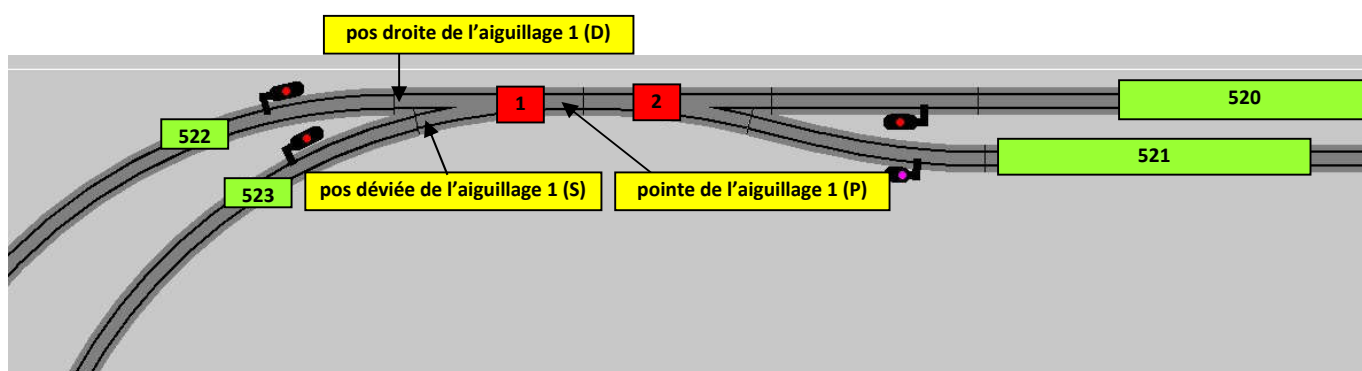 pos droite de l'aiguillage 1 (D)
1
2
520
522
521
523
pos déviée de l'aiguillage 1 (S)
pointe de l'aiguillage 1 (P)